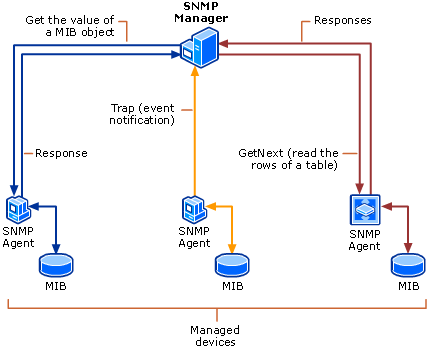 SNMP
Manager
Get the value of
a MIB object
Responses
Trap (event
notification)
Response
GetNext (read the
rows of a table)
SNMP
Agent
SNMP
Agent
SNMP
Agent
MIB
MIB
MIB
Managed
devices